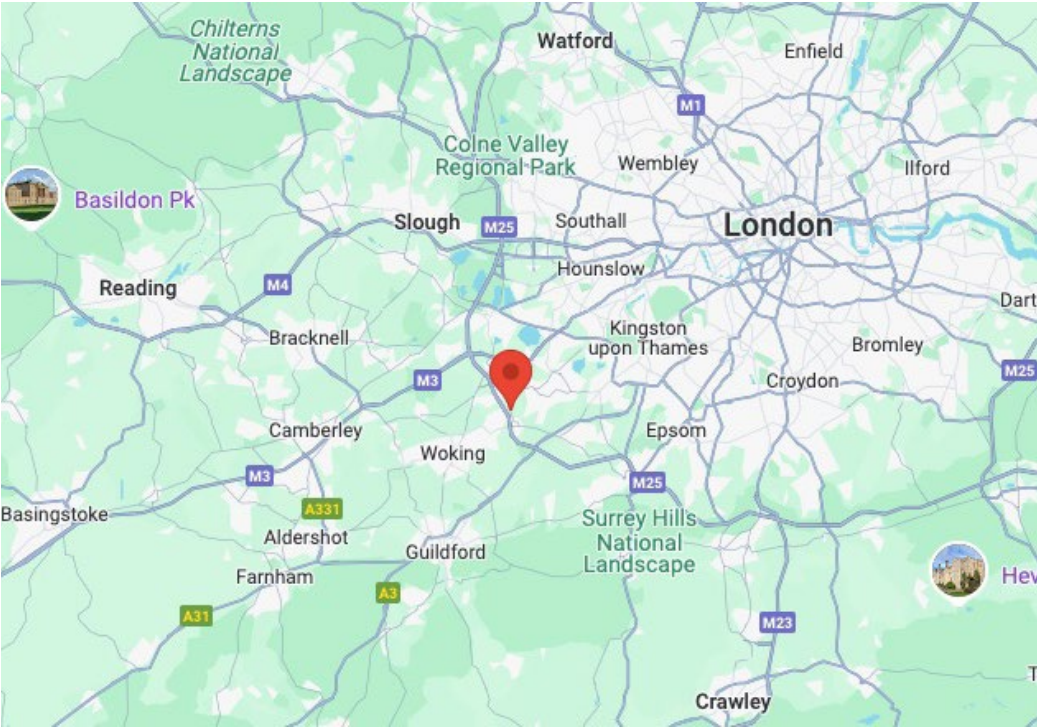 Chilterns
National
Landscape
Watford
Enfield
M1
Colne Valley
Regional Park
Wembley
Ilford
Basildon Pk
Slough
M25
Southall
London
Hounslow
Reading
M4
Dart
Bracknell
Kingston
upon Thames
Bromley
M3
Croydon
M25
Camberley
Epsom
Woking
M3
M25
A331
Basingstoke
Surrey Hills
National
Landscape
Aldershot
Guildford
Farnham
Hev
A3
A31
M23
T
Crawley